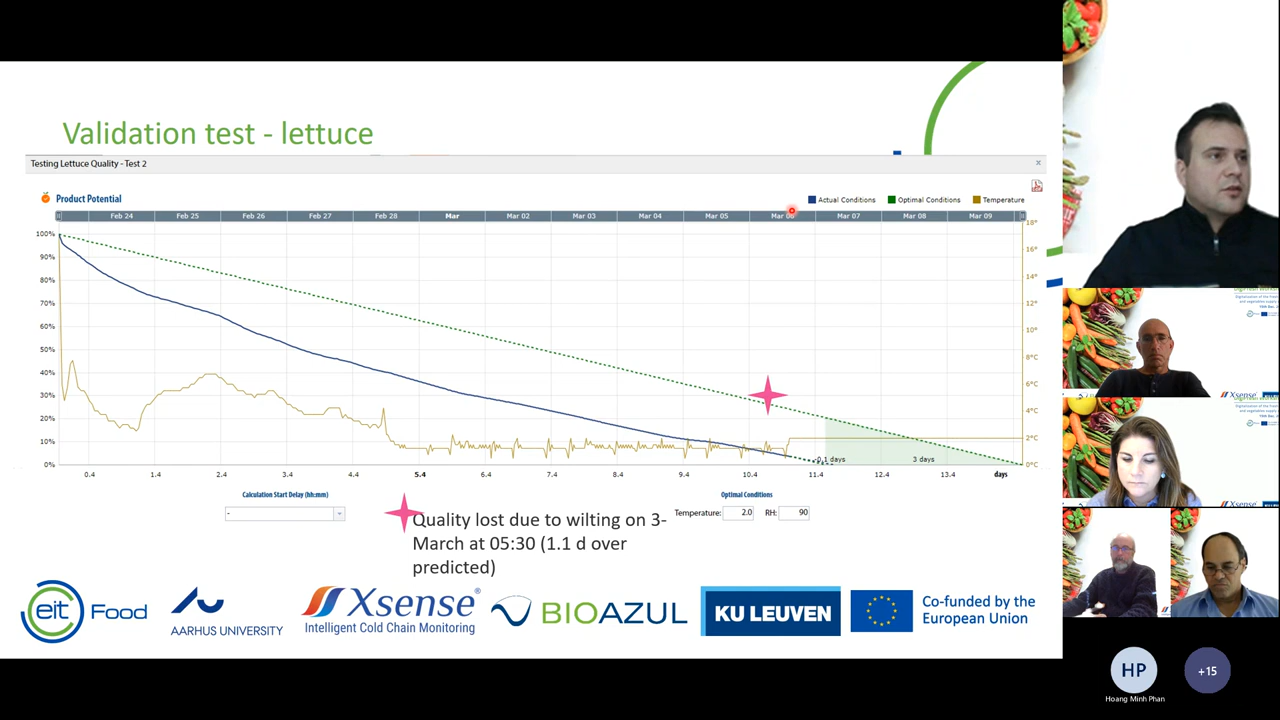 Validation test - lettuce
Testing Lettuce Quality - Test 2
x
Product Potential
Actual Conditions Optimal Conditions Temperature
Feb 24 Feb 25 Feb 26 Feb 27 Feb 28 Mar Mar 02 Mar 03 Mar 04 Mar 05 Mar 07 Mar 08 Mar 09
18°
100%
16°
90%
14°
80%
12°
70%
10°
60%
8°C
50%
40%
6°C
30%
4°C
20%
2°C
10%
0%
0°C
-0.1 days 3 days
0.4 1.4 2.4 3.4 4.4 5.4 6.4 7.4 8.4 9.4 10.4 11.4 12.4 13.4 days
Calculation Start Delay (hh:mm)
-
Optimal Conditions
Temperature: 2.0 RH: 90
Quality lost due to wilting on 3-
March at 05:30 (1.1 d over
predicted)
eit Food
AARHUS UNIVERSITY
Xsense®
Intelligent Cold Chain Monitoring
BIOAZUL
KU LEUVEN
Co-funded by the
European Union
Xsense
HP
Hoang Minh Phan
+15